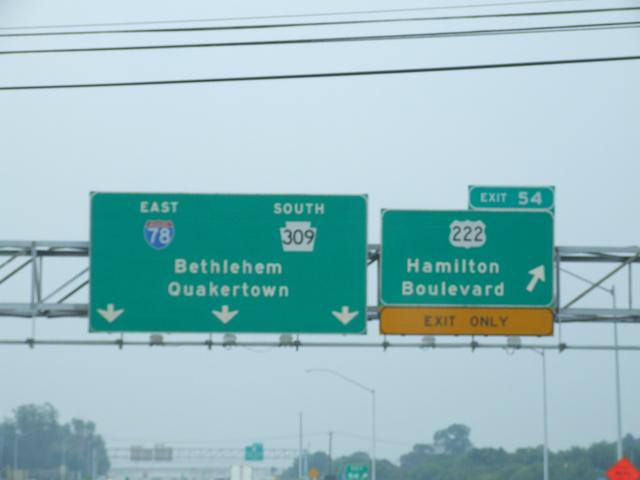 EAST
78
SOUTH
309
Bethlehem
Quakertown
EXIT 54
222
Hamilton
Boulevard
EXIT ONLY